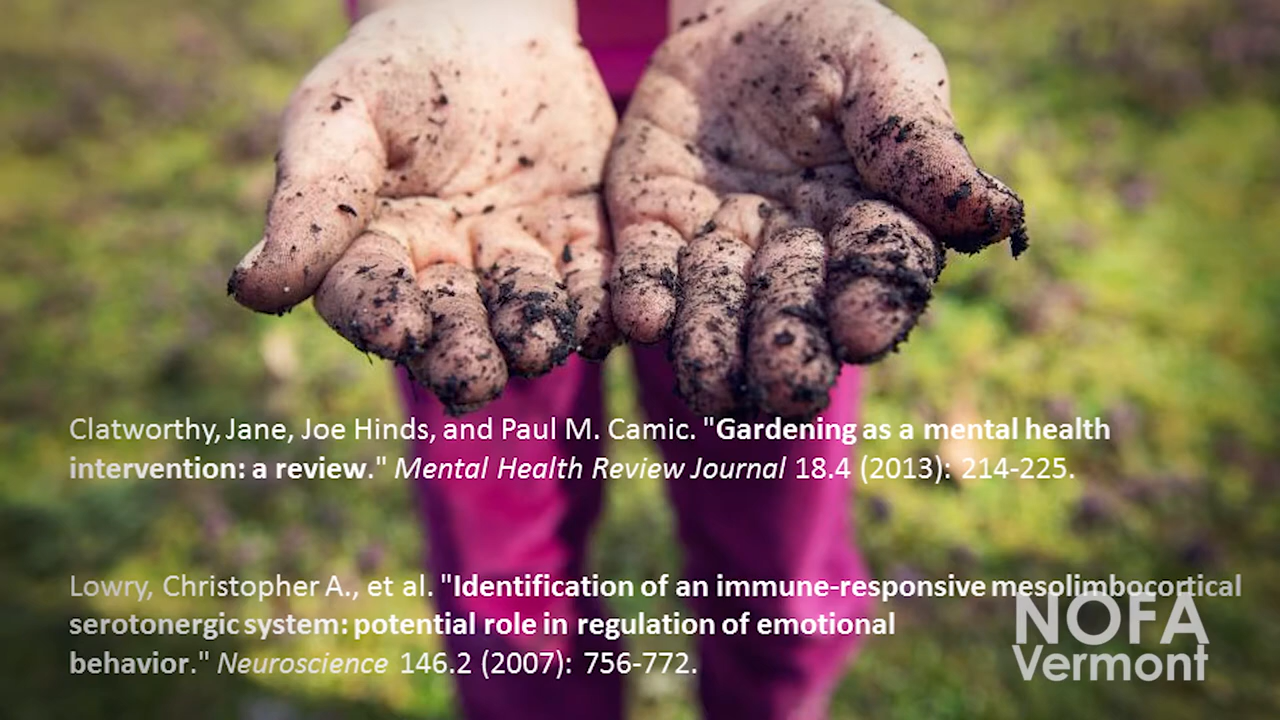 Clatworthy, Jane, Joe Hinds, and Paul M. Camic. "Gardening as a mental health
intervention: a review." Mental Health Review Journal 18.4 (2013): 214-225.
Lowry, Christopher A., et al. "Identification of an immune-responsive mesolimbocortical
serotonergic system: potential role in regulation of emotional
behavior." Neuroscience 146.2 (2007): 756-772.
NOFA
Vermont